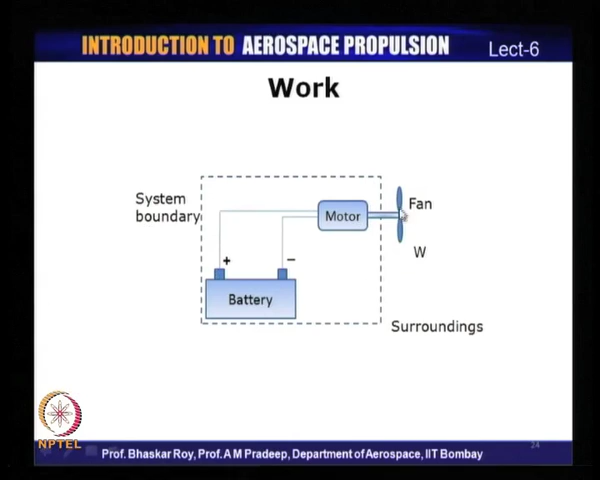 INTRODUCTION TO AEROSPACE PROPULSION
Lect-6
Work
System
boundary
Motor
Fan
W
+
−
Battery
Surroundings
NPTEL
24
Prof. Bhaskar Roy, Prof. A M Pradeep, Department of Aerospace, IIT Bombay